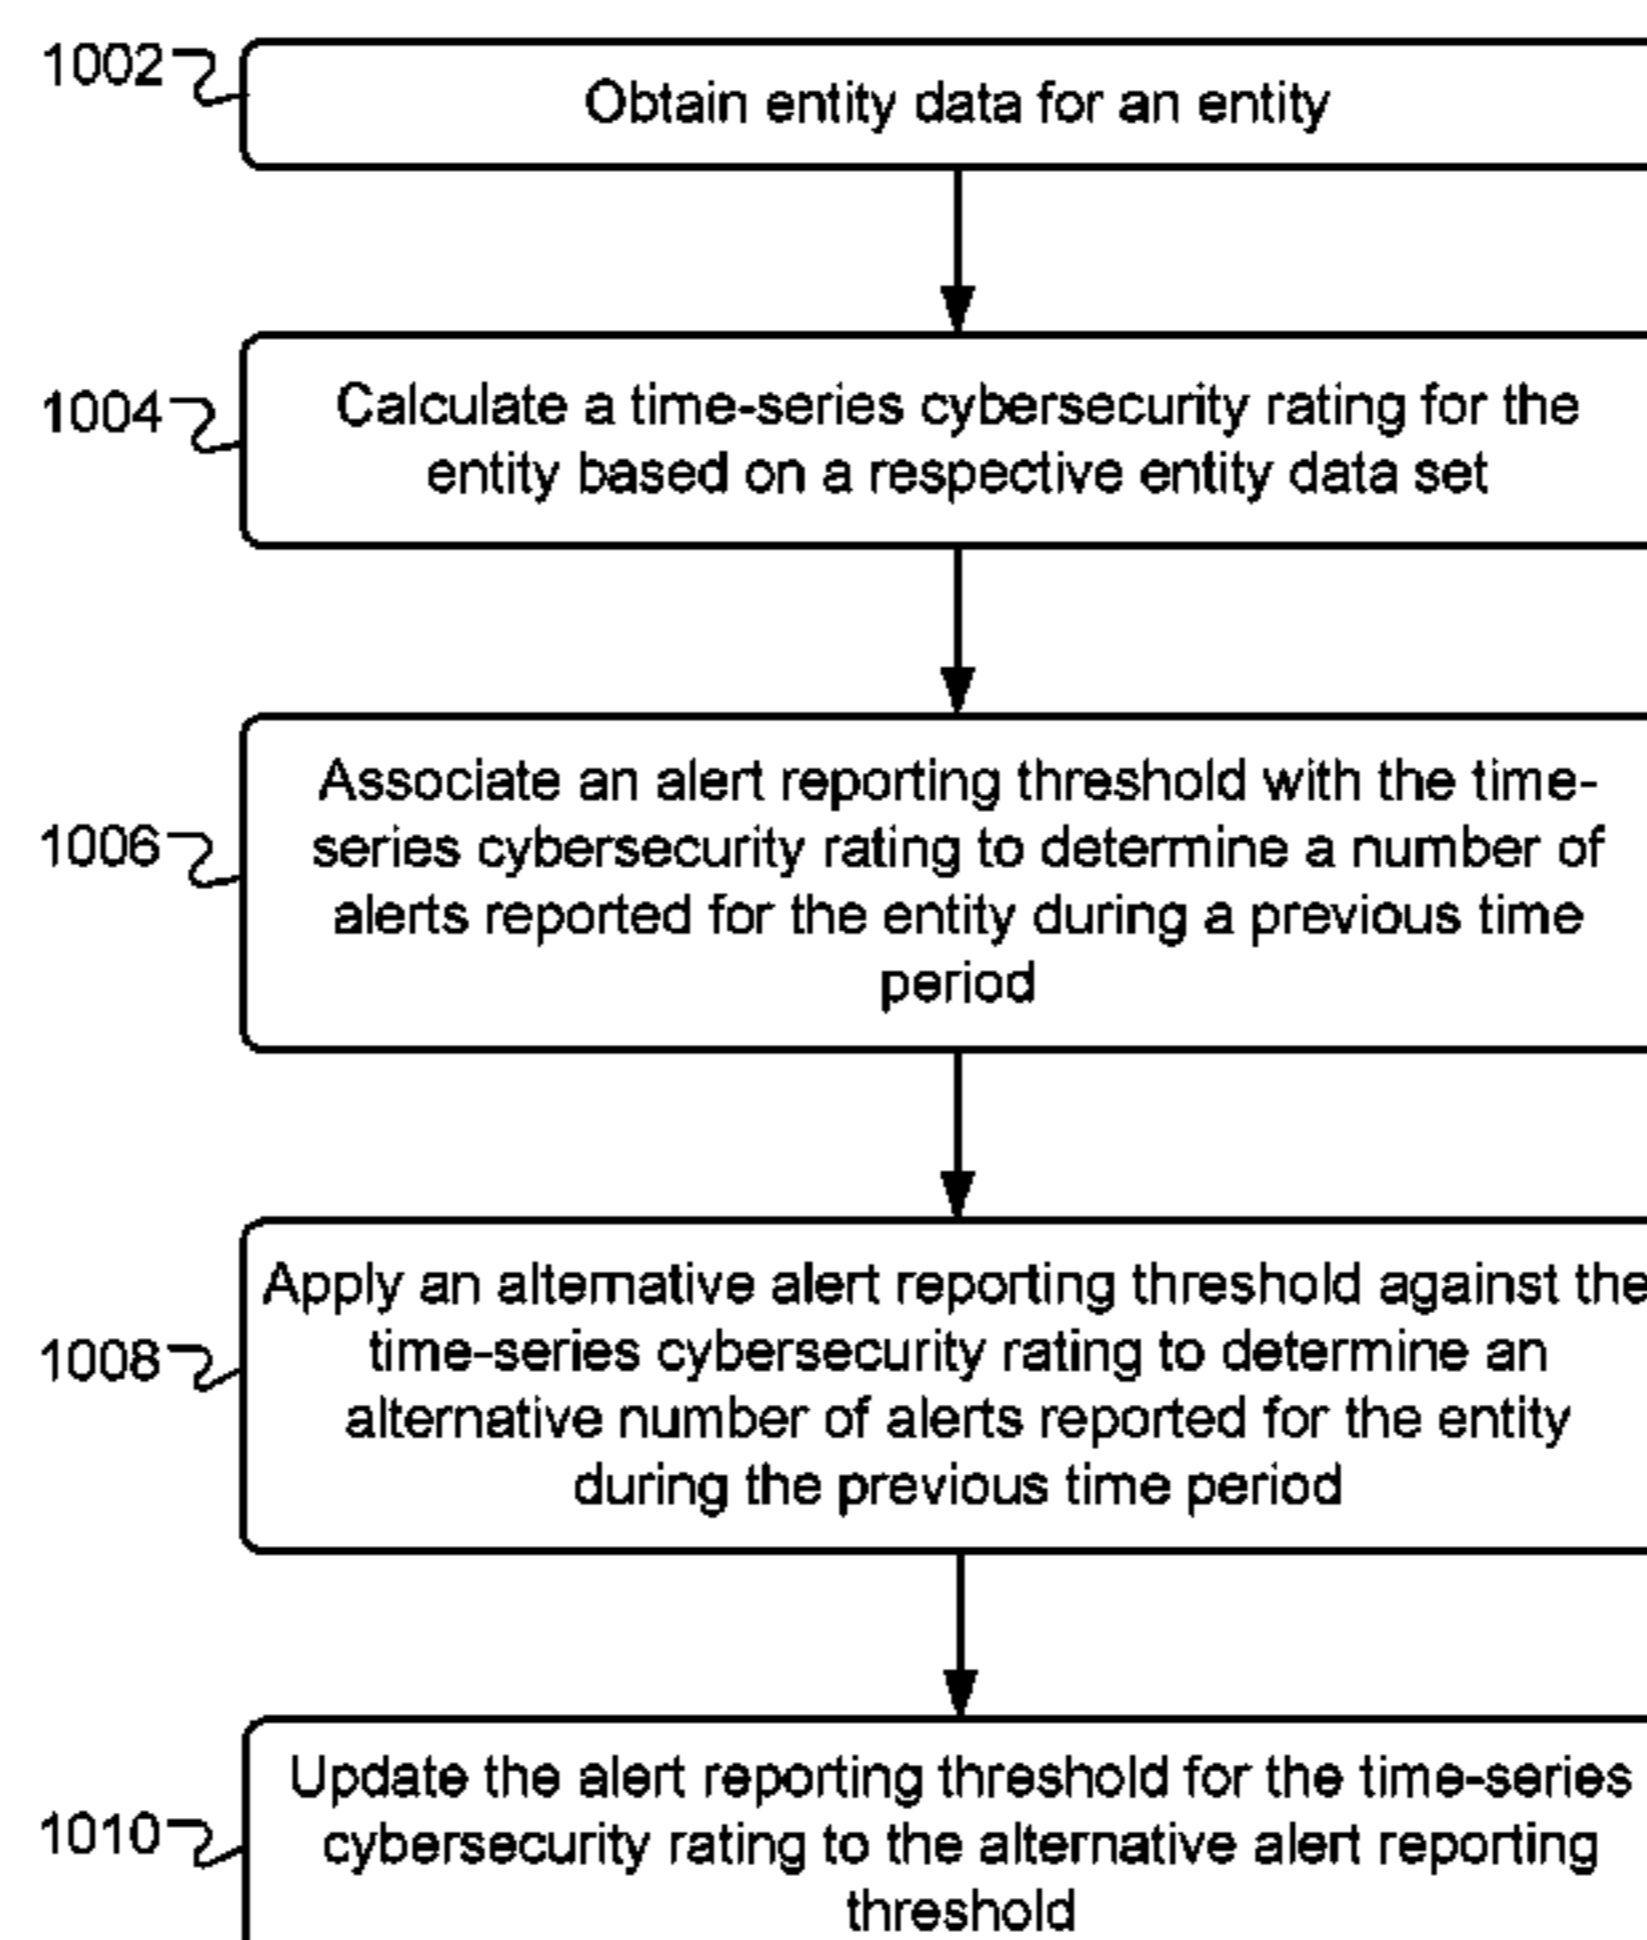 1002
Obtain entity data for an entity
1004
Calculate a time-series cybersecurity rating for the
entity based on a respective entity data set
1006
Associate an alert reporting threshold with the time-
series cybersecurity rating to determine a number of
alerts reported for the entity during a previous time
period
1008
Apply an alternative alert reporting threshold against the
time-series cybersecurity rating to determine an
alternative number of alerts reported for the entity
during the previous time period
1010
Update the alert reporting threshold for the time-series
cybersecurity rating to the alternative alert reporting
threshold